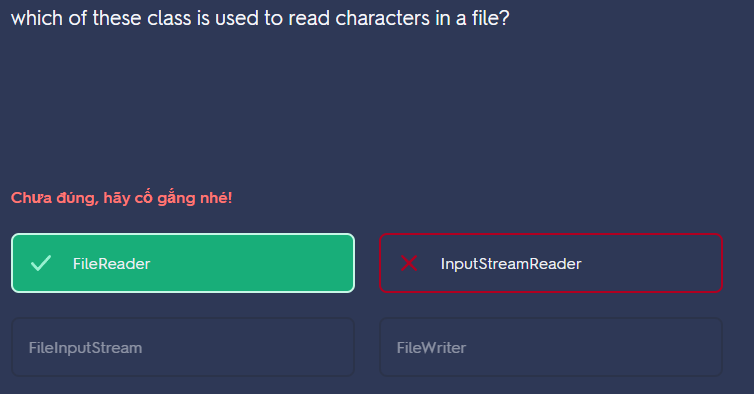 which of these class is used to read characters in a file?
Chưa đúng, hãy cố gắng nhé!
FileReader
InputStreamReader
FileInputStream
FileWriter